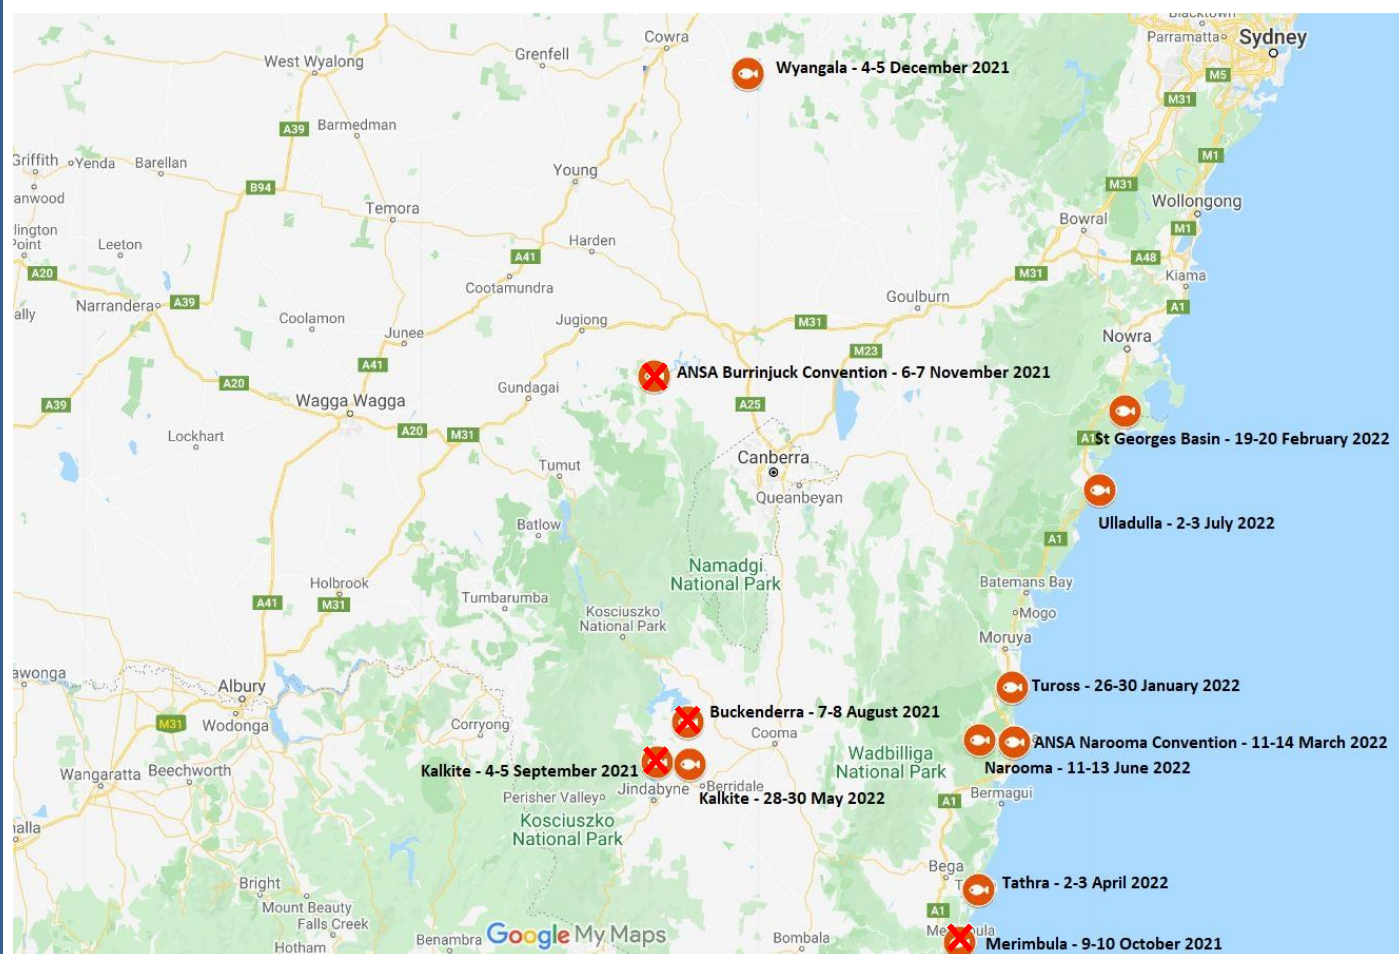 Blacktown
Parramatta
Sydney
Cowra
Grenfell
West Wyalong
Wyangala - 4-5 December 2021
M5
M31
A39
Barmedman
M1
Griffith
Yenda
Barellan
Young
B94
M31
anwood
Temora
Wollongong
Bowral
lington
Point
Leeton
Harden
M1
A20
A41
A48
M31
Kiama
Cootamundra
Narrandera
A39
Goulburn
A1
ally
Coolamon
Jugiong
M31
Junee
Nowra
M23
A41
ANSA Burrinjuck Convention - 6-7 November 2021
A20
Gundagai
Wagga Wagga
A39
A25
A20
M31
Lockhart
A1
St Georges Basin - 19-20 February 2022
Canberra
Tumut
Queanbeyan
Batlow
Ulladulla - 2-3 July 2022
A1
Namadgi
National Park
Holbrook
Batemans Bay
A41
M31
Tumbarumba
Kosciuszko
National Park
Mogo
Moruya
awonga
Albury
Tuross - 26-30 January 2022
Wodonga
M31
Corryong
Buckenderra - 7-8 August 2021
Cooma
ANSA Narooma Convention - 11-14 March 2022
Wadbilliga
National Park
Narooma - 11-13 June 2022
Wangaratta
Beechworth
Kalkite - 4-5 September 2021
Jindabyne
Berridale
Perisher Valley
Kalkite - 28-30 May 2022
Bermagui
A1
Kosciuszko
National Park
nalla
Bega
T
Tathra - 2-3 April 2022
Bright
Mount Beauty
Falls Creek
A1
Hotham
Benambra
Google My Maps
Bombala
Me bula
Merimbula - 9-10 October 2021